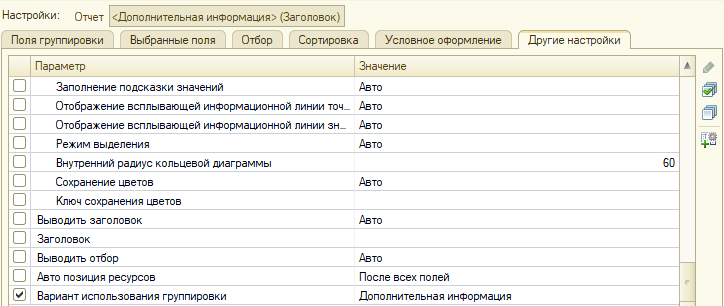 Настройки: Отчет <Дополнительная информация> (Заголовок)
Поля группировки Выбранные поля Отбор Сортировка Условное оформление Другие настройки
Параметр Значение
Заполнение подсказки значений Авто
Отображение всплывающей информационной линии точ... Авто
Отображение всплывающей информационной линии зн... Авто
Режим выделения Авто
Внутренний радиус кольцевой диаграммы 60
Сохранение цветов Авто
Ключ сохранения цветов
Выводить заголовок Авто
Заголовок
Выводить отбор Авто
Авто позиция ресурсов После всех полей
Вариант использования группировки Дополнительная информация